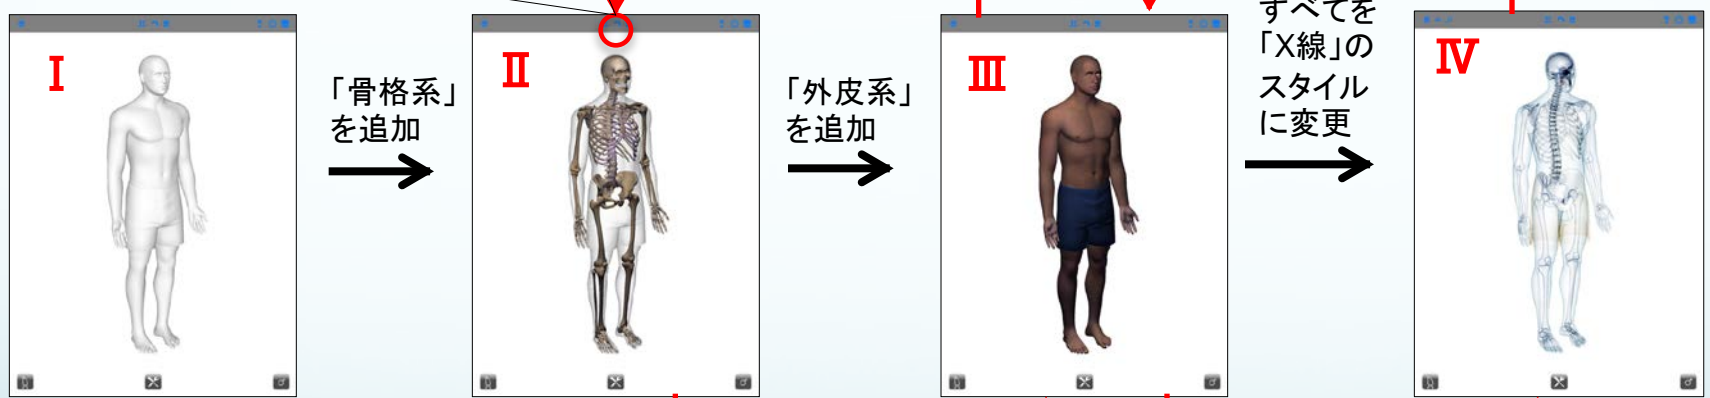 I
「骨格系」
を追加
II
「外皮系」
を追加
III
すべてを
「X線」の
スタイル
に変更
IV